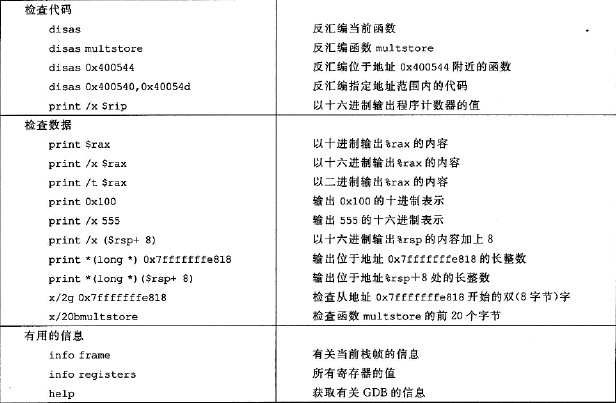 检查代码
disas 反汇编当前函数
disas multstore 反汇编函数 multstore
disas 0x400544 反汇编位于地址 0x400544 附近的函数
disas 0x400540,0x40054d 反汇编指定地址范围内的代码
print /x $rip 以十六进制输出程序计数器的值
检查数据
print $rax 以十进制输出%rax 的内容
print /x $rax 以十六进制输出%rax 的内容
print /t $rax 以二进制输出%rax 的内容
print 0x100 输出 0x100 的十进制表示
print /x 555 输出 555 的十六进制表示
print /x ($rsp+ 8) 以十六进制输出%rsp 的内容加上 8
print *(long *) 0x7fffffffe818 输出位于地址 0x7fffffffe818 的长整数
print *(long *) ($rsp+ 8) 输出位于地址%rsp+8 处的长整数
x/2g 0x7fffffffe818 检查从地址 0x7fffffffe818 开始的双(8 字节)字
x/20bmultstore 检查函数 multstore 的前 20 个字节
有用的信息
info frame 有关当前栈帧的信息
info registers 所有寄存器的值
help 获取有关 GDB 的信息